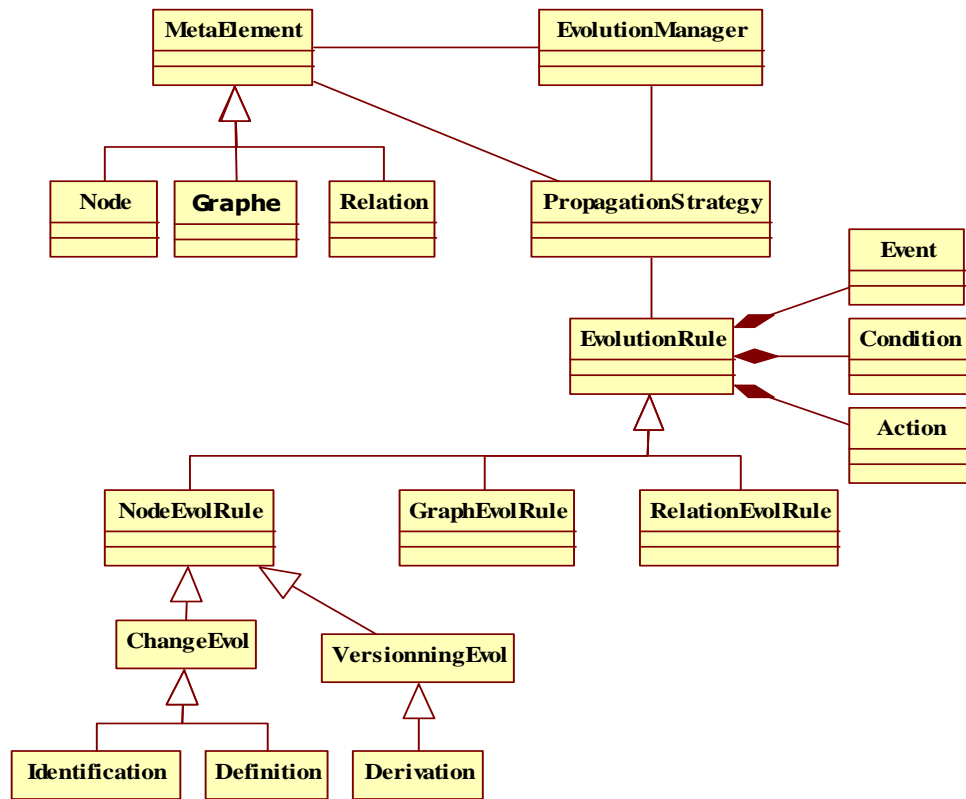 MetaElement
EvolutionManager
Node
Graphe
Relation
PropagationStrategy
Event
EvolutionRule
Condition
Action
NodeEvolRule
GraphEvolRule
RelationEvolRule
ChangeEvol
VersionningEvol
Identification
Definition
Derivation